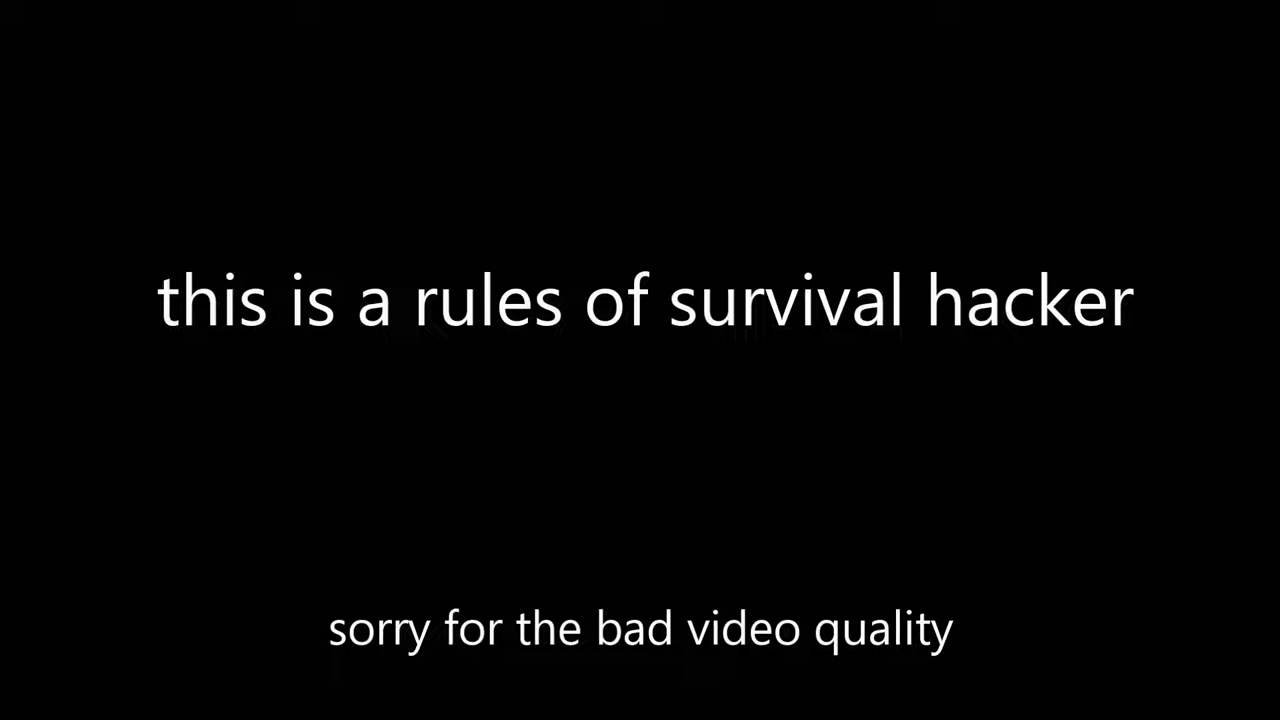 this is a rules of survival hacker
sorry for the bad video quality